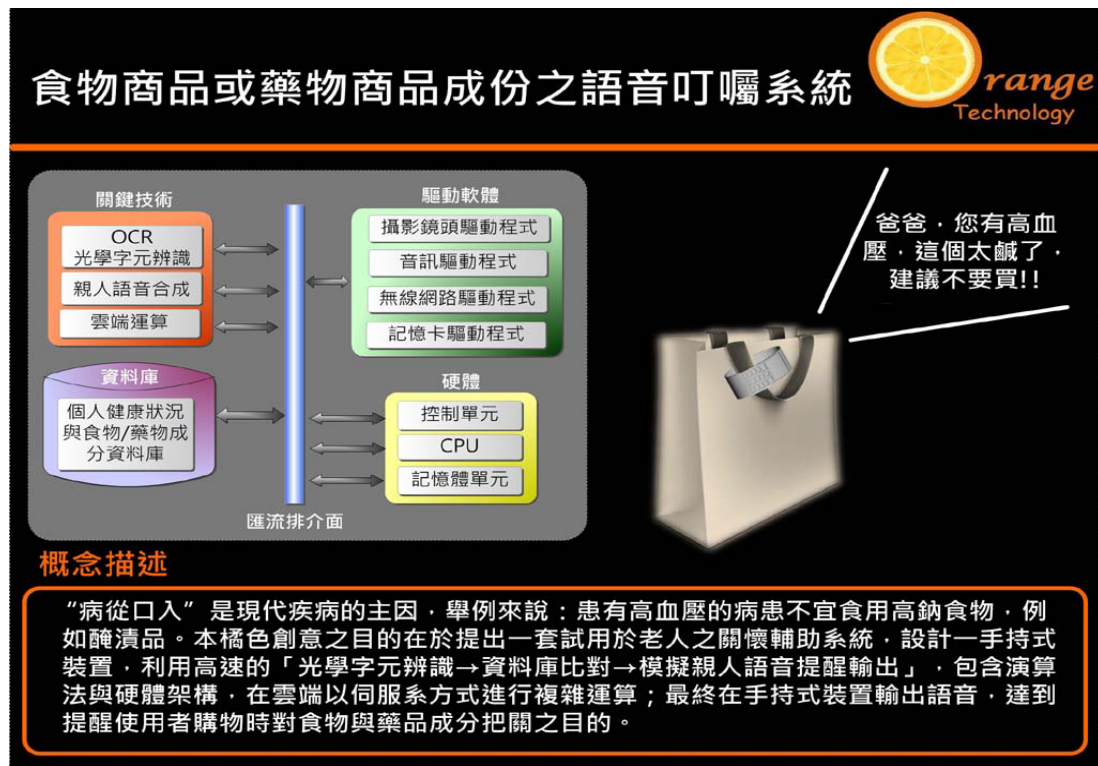 食物商品或藥物商品成份之語音叮囑系統
Orange
Technology
關鍵技術
OCR
光學字元辨識
親人語音合成
雲端運算
資料庫
個人健康狀況
與食物/藥物成
分資料庫
匯流排介面
驅動軟體
攝影鏡頭驅動程式
音訊驅動程式
無線網路驅動程式
記憶卡驅動程式
硬體
控制單元
CPU
記憶體單元
爸爸，您有高血
壓，這個太鹹了，
建議不要買!!
概念描述
“病從口入”是現代疾病的主因，舉例來說：患有高血壓的病患不宜食用高鈉食物，例
如醃漬品。本橘色創意之目的在於提出一套試用於老人之關懷輔助系統，設計一手持式
裝置，利用高速的「光學字元辨識→資料庫比對→模擬親人語音提醒輸出」，包含演算
法與硬體架構，在雲端以伺服系方式進行複雜運算；最終在手持式裝置輸出語音，達到
提醒使用者購物時對食物與藥品成分把關之目的。